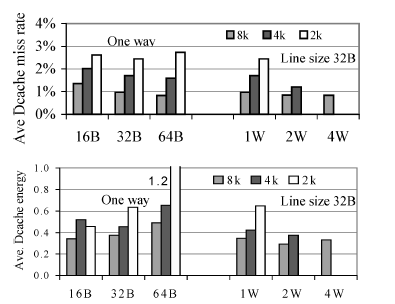 Ave Dcache miss rate
4%
3%
2%
1%
0%
One way
8k 4k 2k
Line size 32B
16B 32B 64B 1W 2W 4W
Ave. Dcache energy
1.0
0.8
0.6
0.4
0.2
0.0
1.2
One way
8k 4k 2k
Line size 32B
16B 32B 64B 1W 2W 4W